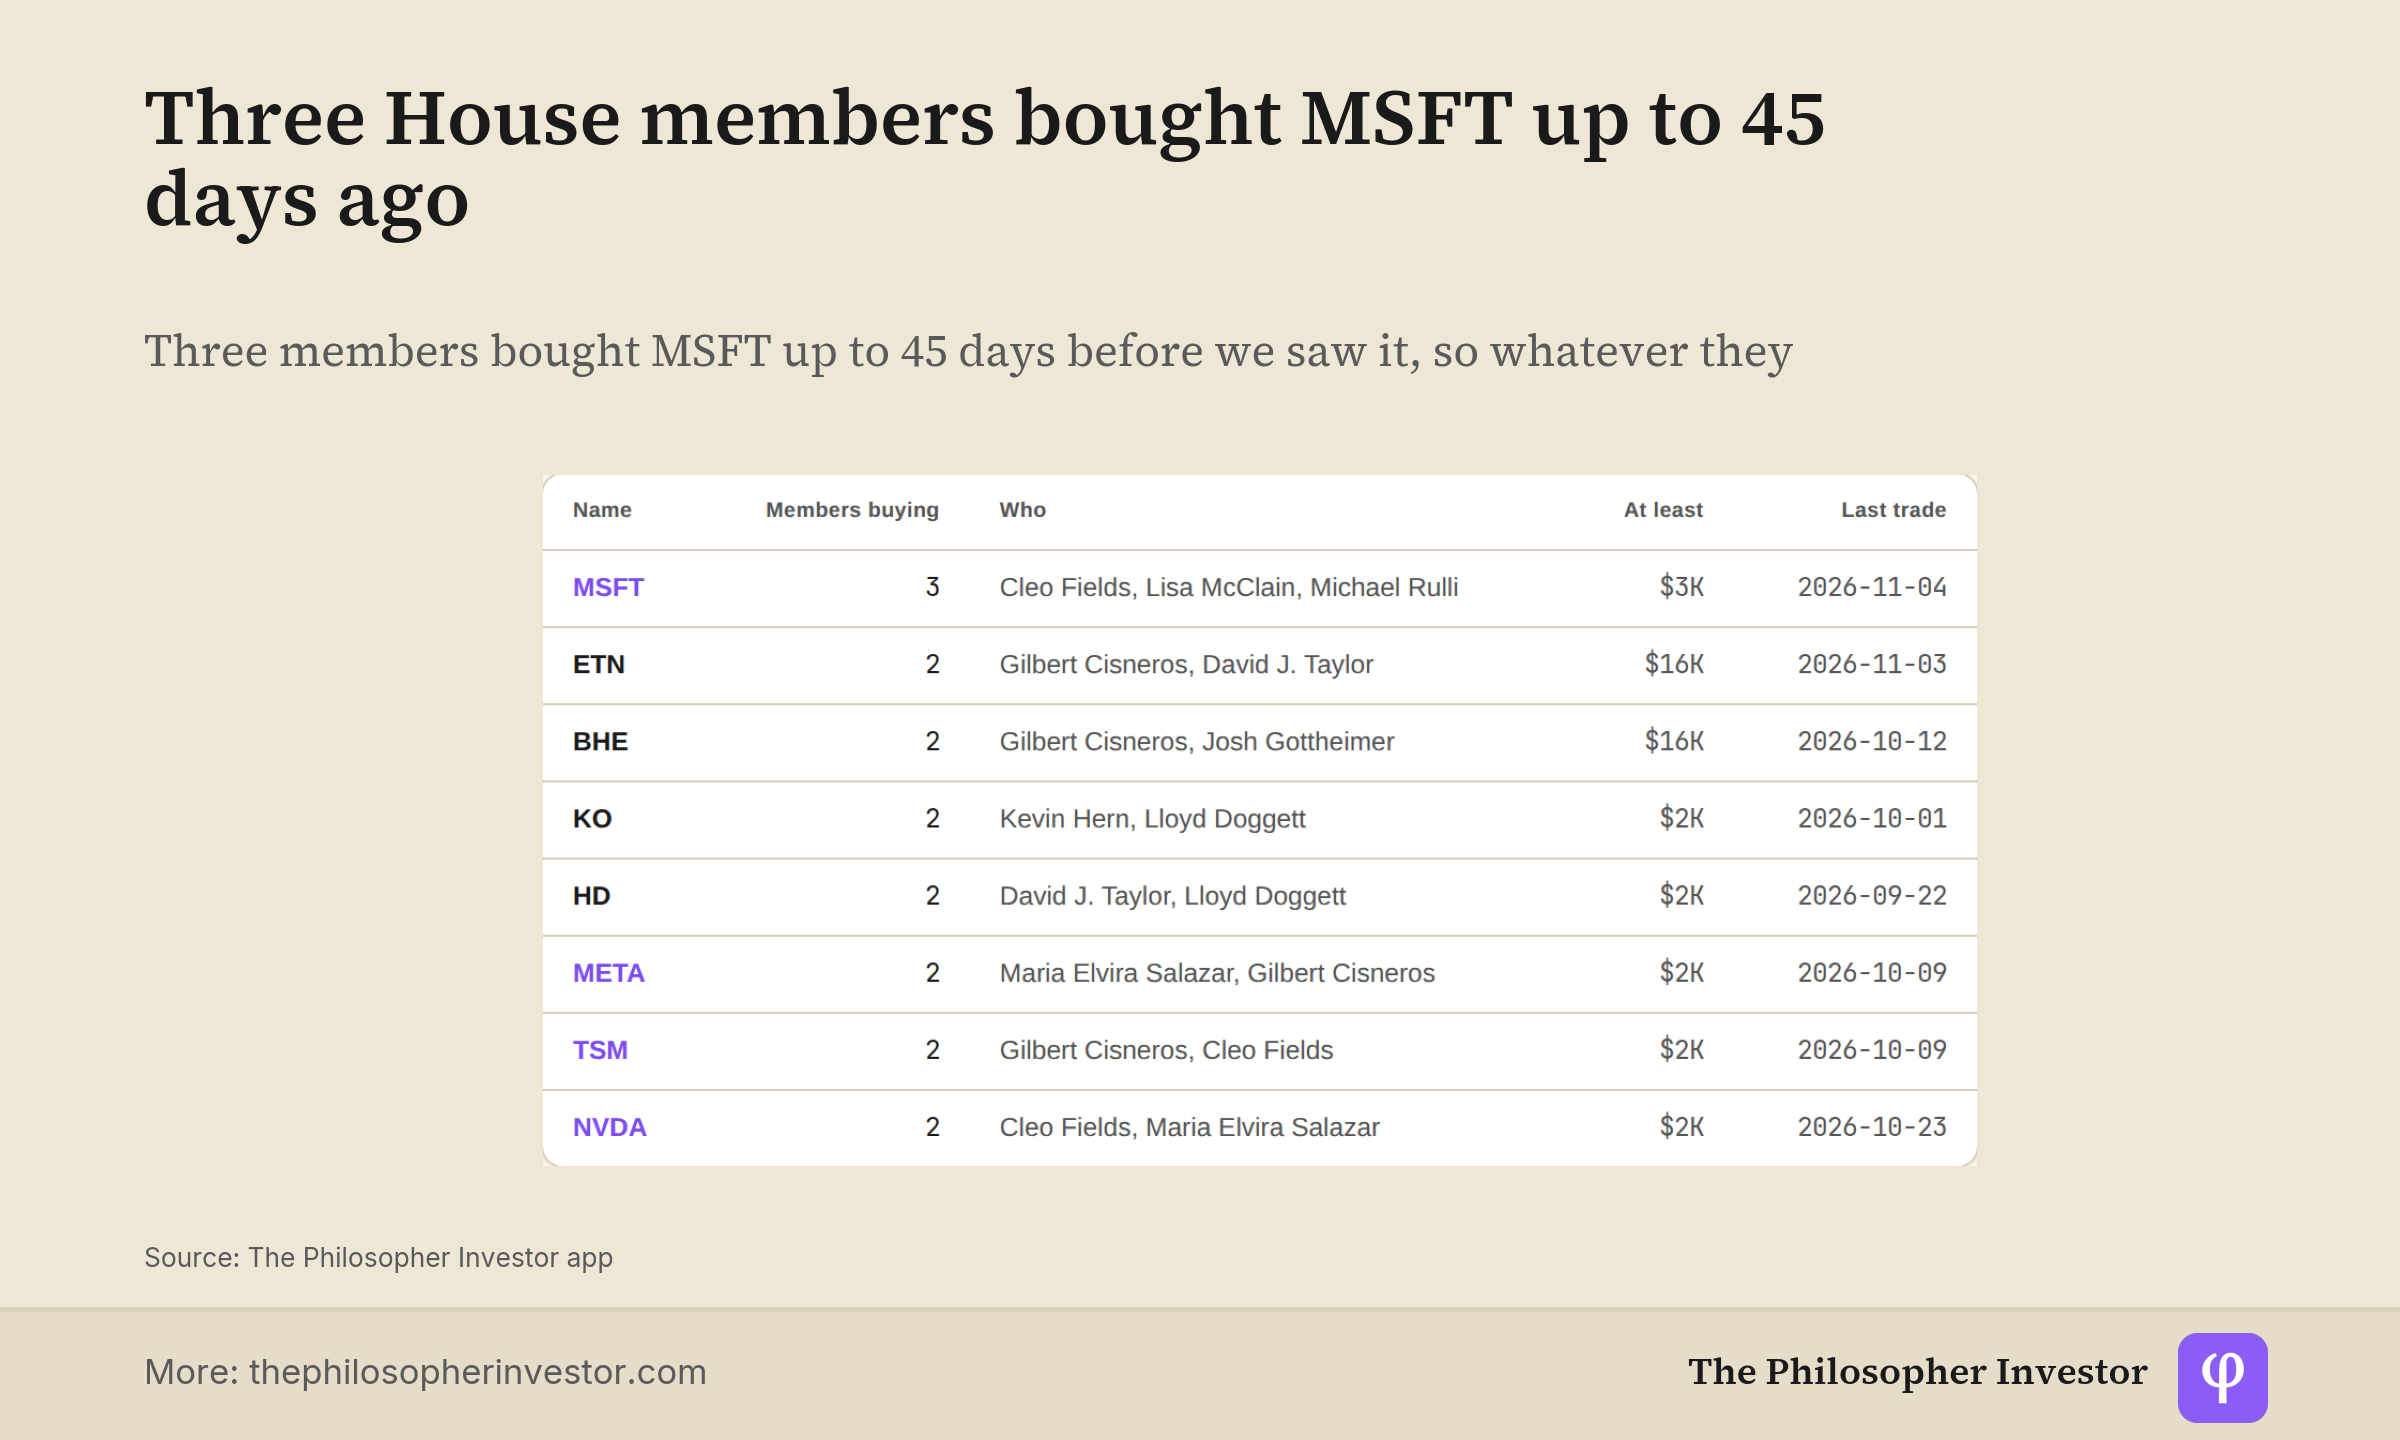 Three House members bought MSFT up to 45
days ago
Three members bought MSFT up to 45 days before we saw it, so whatever they
Name Members buying Who At least Last trade
MSFT 3 Cleo Fields, Lisa McClain, Michael Rulli $3K 2026-11-04
ETN 2 Gilbert Cisneros, David J. Taylor $16K 2026-11-03
BHE 2 Gilbert Cisneros, Josh Gottheimer $16K 2026-10-12
KO 2 Kevin Hern, Lloyd Doggett $2K 2026-10-01
HD 2 David J. Taylor, Lloyd Doggett $2K 2026-09-22
META 2 Maria Elvira Salazar, Gilbert Cisneros $2K 2026-10-09
TSM 2 Gilbert Cisneros, Cleo Fields $2K 2026-10-09
NVDA 2 Cleo Fields, Maria Elvira Salazar $2K 2026-10-23
Source: The Philosopher Investor app
More: thephilosopherinvestor.com
The Philosopher Investor φ